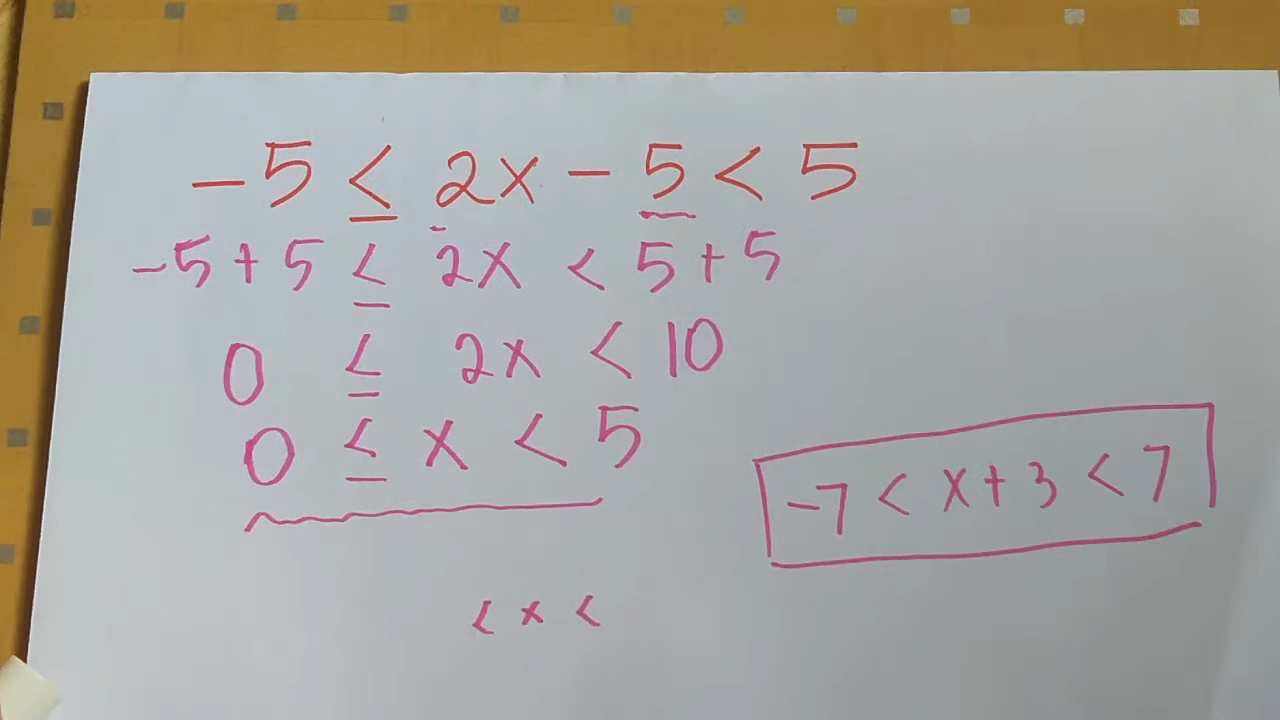 -5 ≤ 2x - 5 < 5
-5 + 5 ≤ 2x < 5 + 5
0 ≤ 2x < 10
0 ≤ x < 5
-7 < x + 3 < 7
< x <